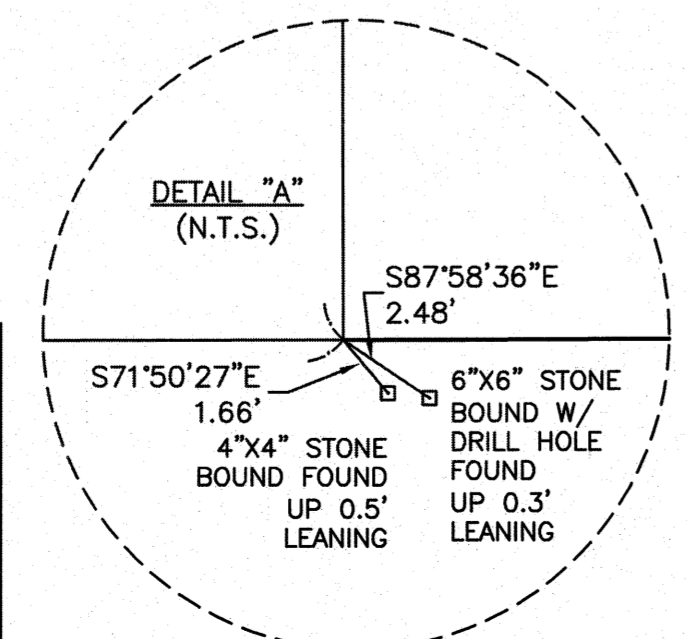 DETAIL "A"
(N.T.S.)
S87°58'36"E
2.48'
S71°50'27"E
1.66'
4"X4" STONE
BOUND FOUND
UP 0.5'
LEANING
6"X6" STONE
BOUND W/
DRILL HOLE
FOUND
UP 0.3'
LEANING